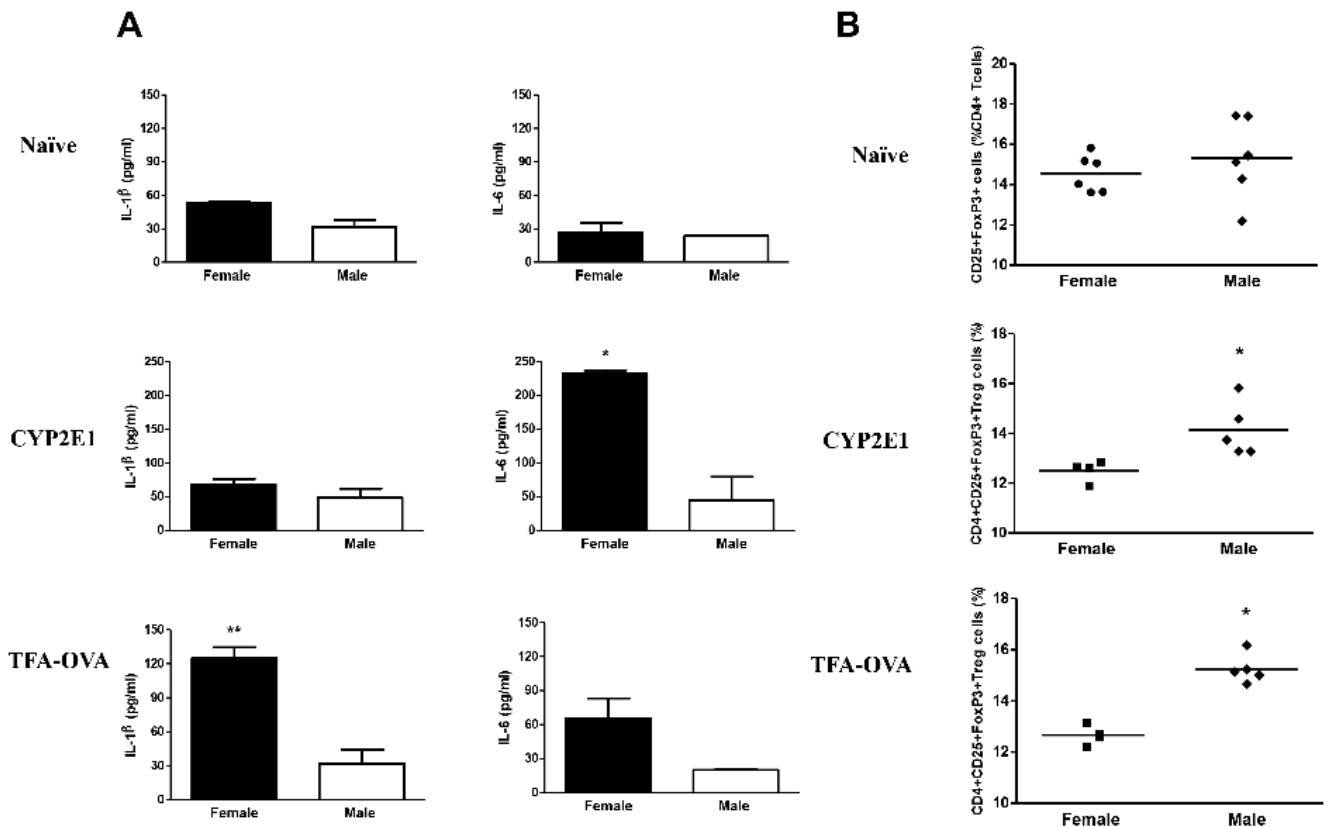 A
B
Naïve
IL-1β (pg/ml)
150
120
90
60
30
0
Female Male
IL-6 (pg/ml)
150
120
90
60
30
0
Female Male
Naïve
CD25+FoxP3+ cells (%CD4+ Tcells)
20
18
16
14
12
10
Female Male
CYP2E1
IL-1β (pg/ml)
250
200
150
100
50
0
Female Male
IL-6 (pg/ml)
250
200
150
100
50
0
*
Female Male
CYP2E1
CD4+CD25+FoxP3+Treg cells (%)
18
16
14
12
10
*
Female Male
TFA-OVA
IL-1β (pg/ml)
150
120
90
60
30
0
**
Female Male
IL-6 (pg/ml)
150
120
90
60
30
0
Female Male
TFA-OVA
CD4+CD25+FoxP3+Treg cells (%)
18
16
14
12
10
*
Female Male